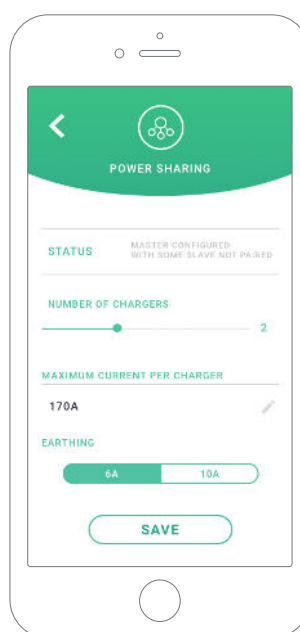 POWER SHARING
STATUS
MASTER CONFIGURED
WITH SOME SLAVE NOT PAIRED
NUMBER OF CHARGERS
2
MAXIMUM CURRENT PER CHARGER
170A
EARTHING
6A
10A
SAVE